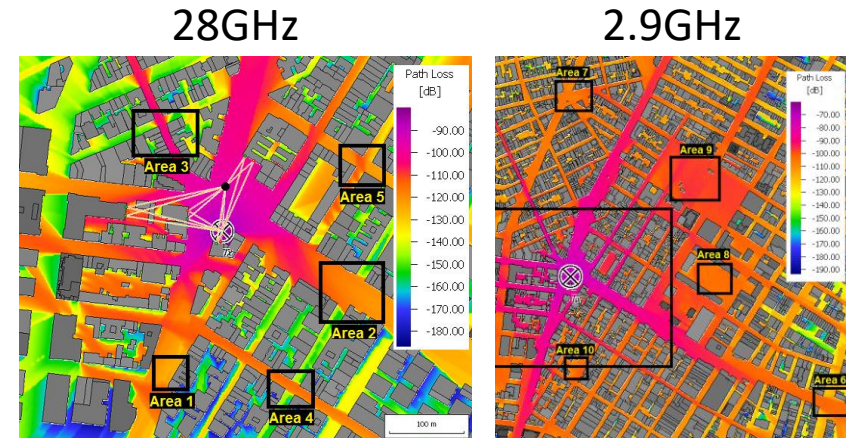 28GHz
2.9GHz
Path Loss
[dB]
-90.00
-100.00
-110.00
-120.00
-130.00
-140.00
-150.00
-160.00
-170.00
-180.00
Area 3
Area 5
Area 2
Area 1
Area 4
100 m
Path Loss
[dB]
-70.00
-80.00
-90.00
-100.00
-110.00
-120.00
-130.00
-150.00
-160.00
-170.00
-180.00
-190.00
Area 7
Area 9
Area 8
Area 10
Area 6